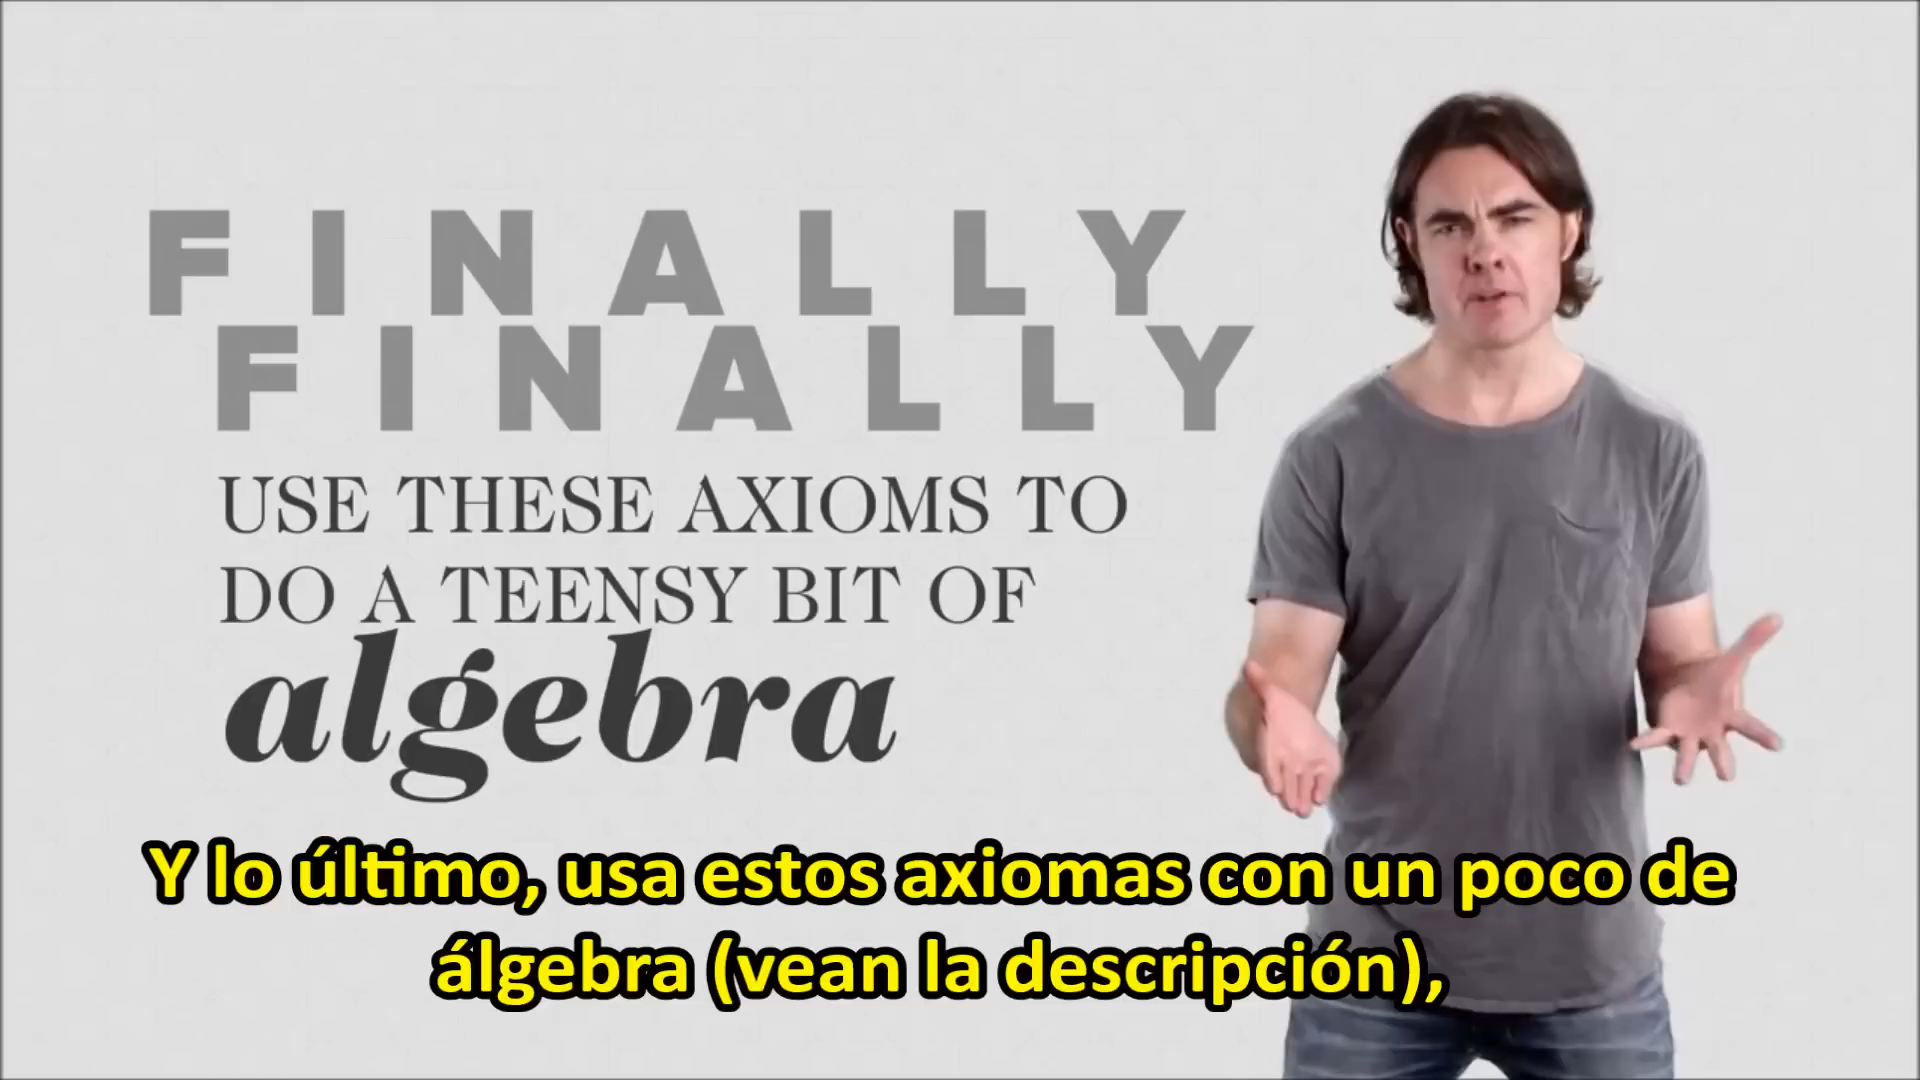 FINALLY
FINALLY
USE THESE AXIOMS TO
DO A TEENSY BIT OF
algebra
Y lo último, usa estos axiomas con un poco de
álgebra (vean la descripción),